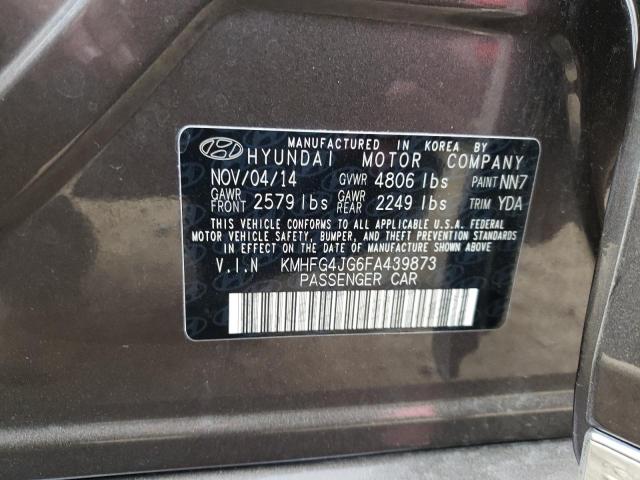 MANUFACTURED IN KOREA BY
HYUNDAI MOTOR COMPANY
NOV/04/14 GVWR 4806 lbs PAINT NN7
GAWR FRONT 2579 lbs GAWR REAR 2249 lbs TRIM YDA
THIS VEHICLE CONFORMS TO ALL APPLICABLE U.S.A. FEDERAL
MOTOR VEHICLE SAFETY, BUMPER, AND THEFT PREVENTION STANDARDS
IN EFFECT ON THE DATE OF MANUFACTURE SHOWN ABOVE
V.I.N KMHFG4JG6FA439873
PASSENGER CAR